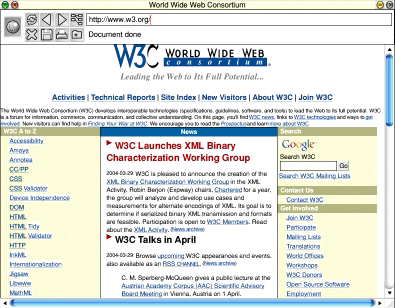 World Wide Web Consortium
http://www.w3.org/
Document done
W3C WORLD WIDE WEB
consortium
Leading the Web to Its Full Potential...
Activities | Technical Reports | Site Index | New Visitors | About W3C | Join W3C
The World Wide Web Consortium (W3C) develops interoperable technologies (specifications, guidelines, software, and tools) to lead the Web to its full potential. W3C
is a forum for information, commerce, communication, and collective understanding. On this page, you'll find W3C news, links to W3C technologies and ways to get
involved. New visitors can find help in Finding Your Way at W3C. We encourage you to read the Prospectus and learn more about W3C.
W3C A to Z
Accessibility
Amaya
Annotea
CC/PP
CSS
CSS Validator
Device Independence
DOM
HTML
HTML Tidy
HTML Validator
HTTP
InkML
Internationalization
Jigsaw
Libwww
MathML
News
W3C Launches XML Binary
Characterization Working Group
2004-03-29: W3C is pleased to announce the creation of the
XML Binary Characterization Working Group in the XML
Activity. Robin Berjon (Expway) chairs. Chartered for a year,
the group will analyze and develop use cases and
measurements for alternate encodings of XML. Its goal is to
determine if serialized binary XML transmission and formats
are feasible. Participation is open to W3C Members. Read
about the XML Activity. (News archive)
W3C Talks in April
2004-03-29: Browse upcoming W3C appearances and events,
also available as an RSS channel. (News archive)
C. M. Sperberg-McQueen gives a public lecture at the
Austrian Academy Corpus (AAC) Scientific Advisory
Board Meeting in Vienna, Austria on 1 April.
Search
Google
Search W3C
Go
Search W3C Mailing Lists
Contact Us
Contact W3C
Get Involved
Join W3C
Participate
Mailing Lists
Translations
World Offices
Workshops
W3C Donors
Open Source Software
Employment